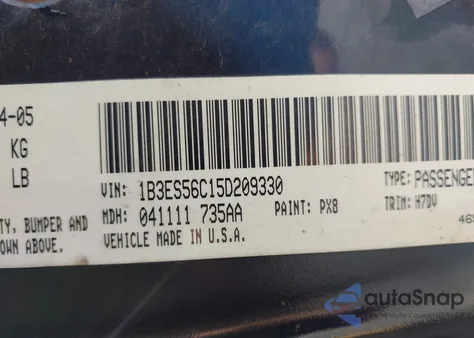 4-05
KG
LB
VIN: 1B3ES56C15D209330
TYPE: PASSENGE
MDH: 041111 735AA
PAINT: PX8
TRIM: H7DV
TY, BUMPER AND
OWN ABOVE.
VEHICLE MADE IN U.S.A.
autoSnap